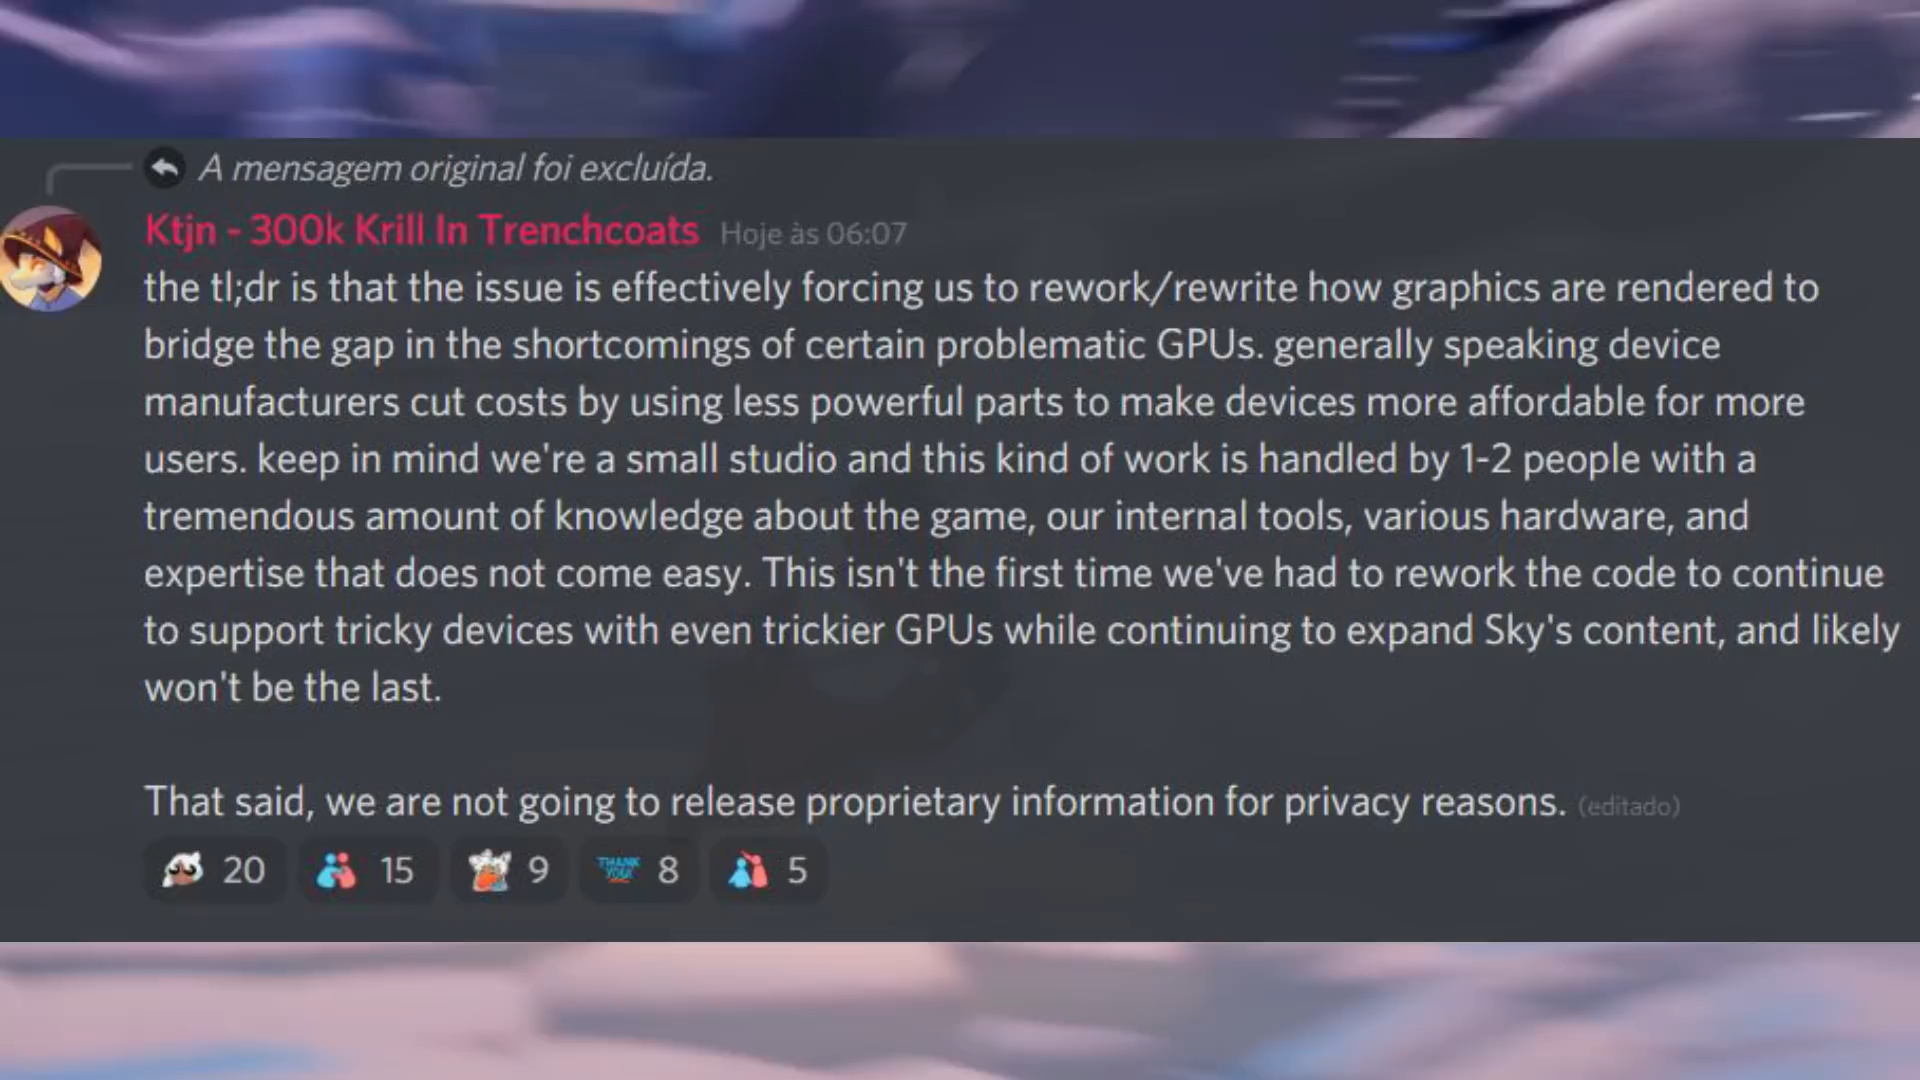 A mensagem original foi excluída.
Ktjn - 300k Krill In Trenchcoats Hoje às 06:07
the tl;dr is that the issue is effectively forcing us to rework/rewrite how graphics are rendered to
bridge the gap in the shortcomings of certain problematic GPUs. generally speaking device
manufacturers cut costs by using less powerful parts to make devices more affordable for more
users. keep in mind we're a small studio and this kind of work is handled by 1-2 people with a
tremendous amount of knowledge about the game, our internal tools, various hardware, and
expertise that does not come easy. This isn't the first time we've had to rework the code to continue
to support tricky devices with even trickier GPUs while continuing to expand Sky's content, and likely
won't be the last.
That said, we are not going to release proprietary information for privacy reasons. (editado)
20 15 9 THANK YOU! 8 5